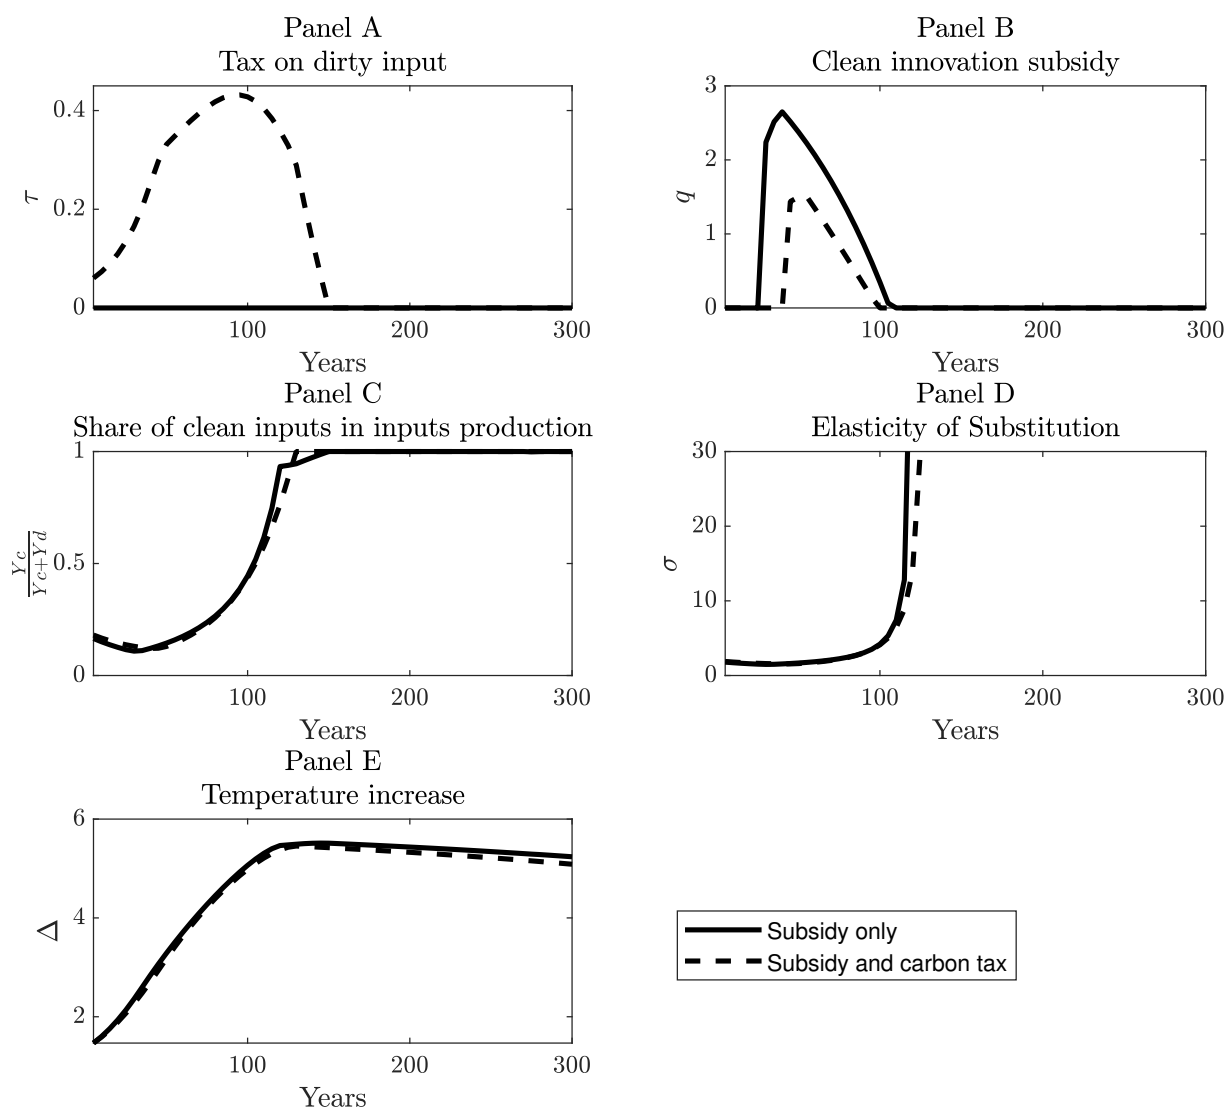 Panel A
Tax on dirty input
0.4
0.2
0
τ
100
200
300
Years
Panel B
Clean innovation subsidy
3
2
1
0
q
100
200
300
Years
Panel C
Share of clean inputs in inputs production
1
0.5
0
Yc
Yc+Yd
100
200
300
Years
Panel D
Elasticity of Substitution
30
20
10
0
σ
100
200
300
Years
Panel E
Temperature increase
6
4
2
Δ
100
200
300
Years
Subsidy only
Subsidy and carbon tax